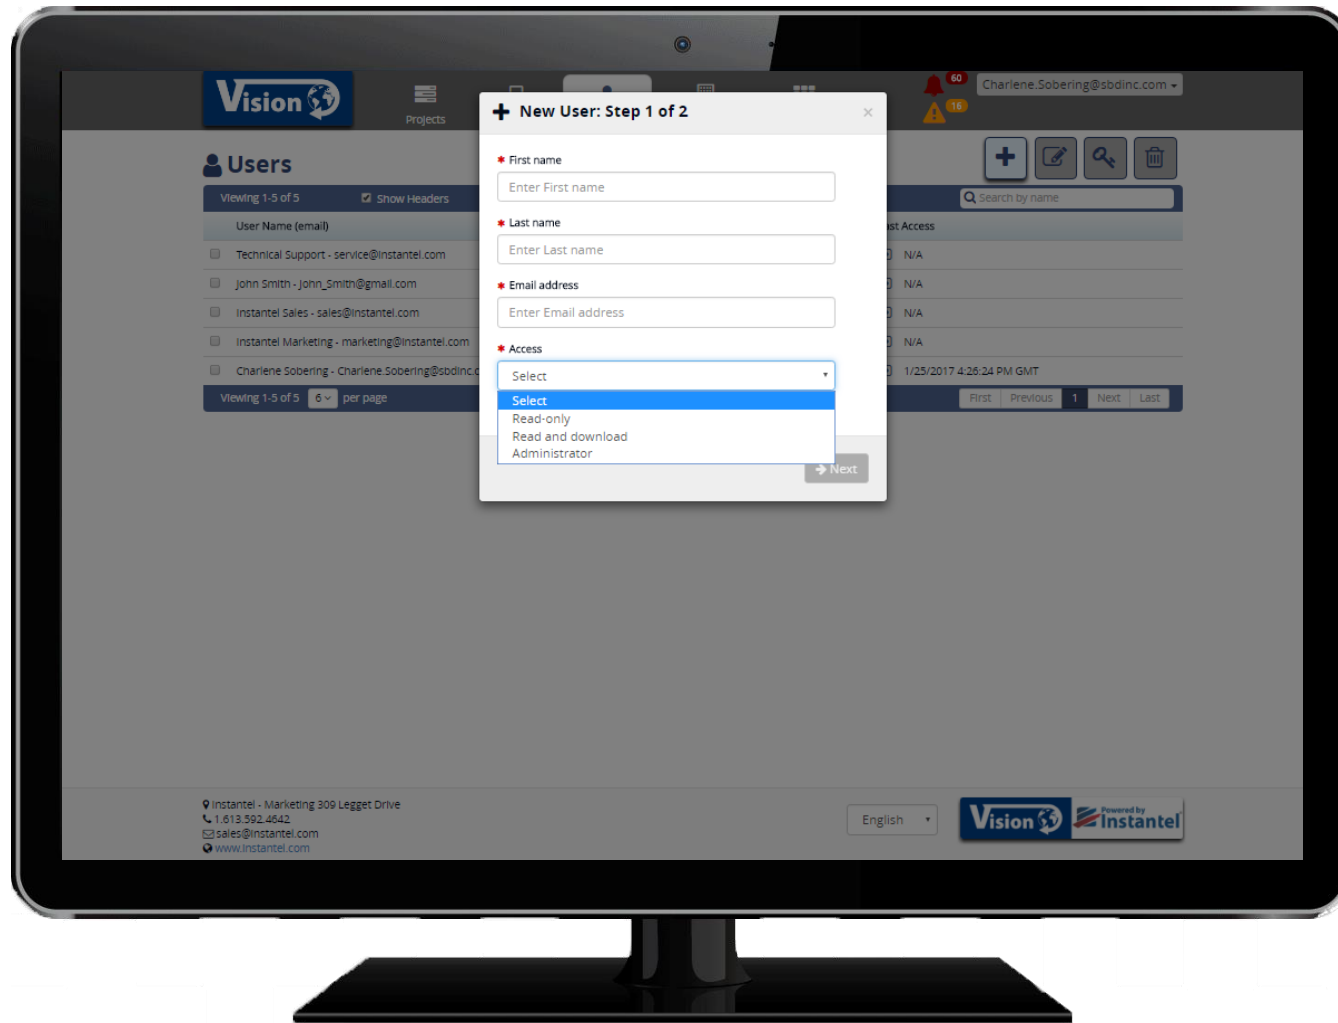 Vision
Projects
60
16
Charlene.Sobering@sbdinc.com
New User: Step 1 of 2
×
Users
Viewing 1-5 of 5
Show Headers
Search by name
User Name (email)
Access
Technical Support - service@instantel.com
N/A
John Smith - John_Smith@gmail.com
N/A
Instantel Sales - sales@instantel.com
N/A
Instantel Marketing - marketing@instantel.com
N/A
Charlene Sobering - Charlene.Sobering@sbdinc.c
1/25/2017 4:26:24 PM GMT
Viewing 1-5 of 5 6 per page
First Previous 1 Next Last
* First name
Enter First name
* Last name
Enter Last name
* Email address
Enter Email address
* Access
Select
Select
Read-only
Read and download
Administrator
Next
Instantel - Marketing 309 Legget Drive
1.613.592.4642
sales@instantel.com
www.instantel.com
English
Vision
Powered by
Instantel